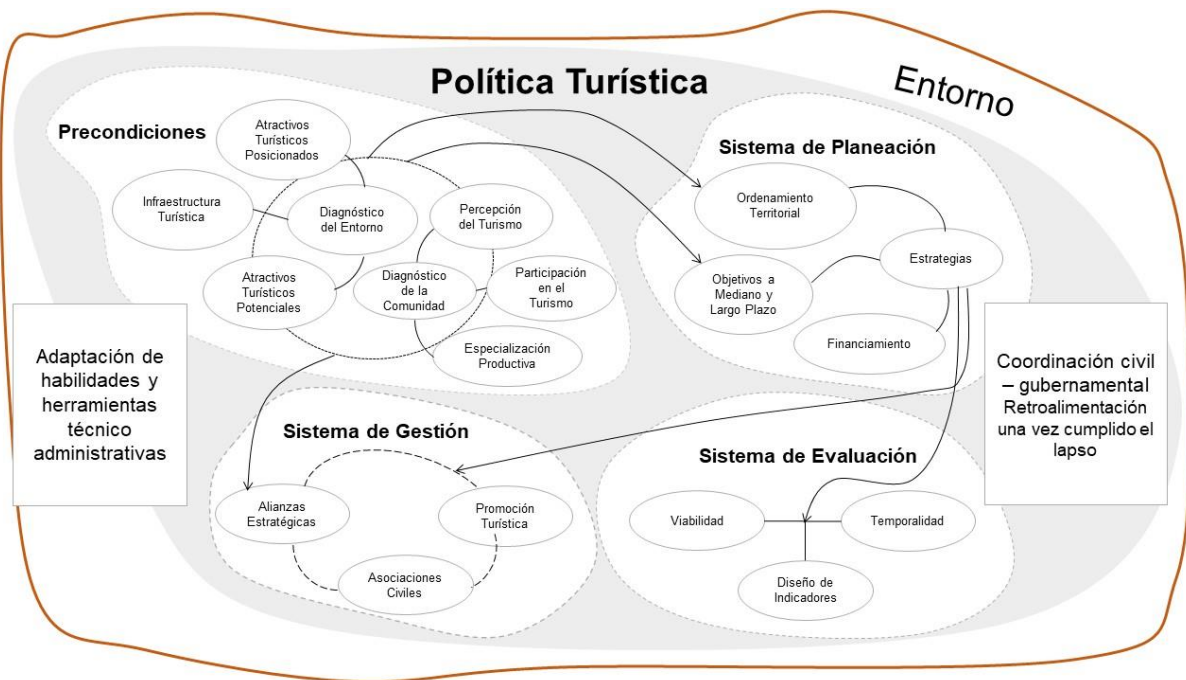 Política Turística
Entorno
Precondiciones
Atractivos
Turísticos
Posicionados
Infraestructura
Turística
Diagnóstico
del Entorno
Percepción
del Turismo
Atractivos
Turísticos
Potenciales
Diagnóstico
de la
Comunidad
Participación
en el
Turismo
Especialización
Productiva
Sistema de Planeación
Ordenamiento
Territorial
Estrategias
Objetivos a
Mediano y
Largo Plazo
Financiamiento
Adaptación de
habilidades y
herramientas
técnico
administrativas
Coordinación civil
– gubernamental
Retroalimentación
una vez cumplido el
lapso
Sistema de Gestión
Alianzas
Estratégicas
Promoción
Turística
Asociaciones
Civiles
Sistema de Evaluación
Viabilidad
Temporalidad
Diseño de
Indicadores